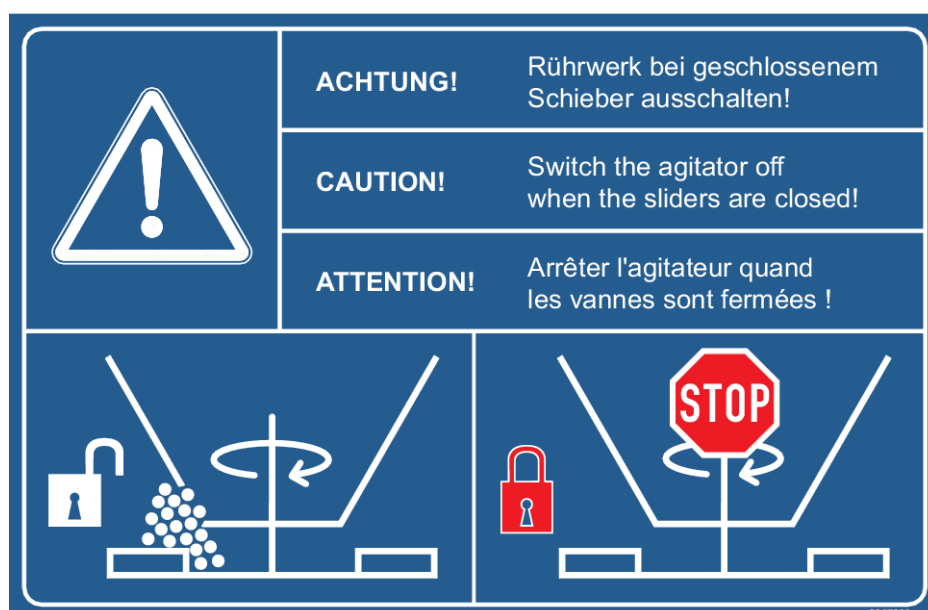 ACHTUNG!
Rührwerk bei geschlossenem
Schieber ausschalten!
CAUTION!
Switch the agitator off
when the sliders are closed!
ATTENTION!
Arrêter l'agitateur quand
les vannes sont fermées !
STOP